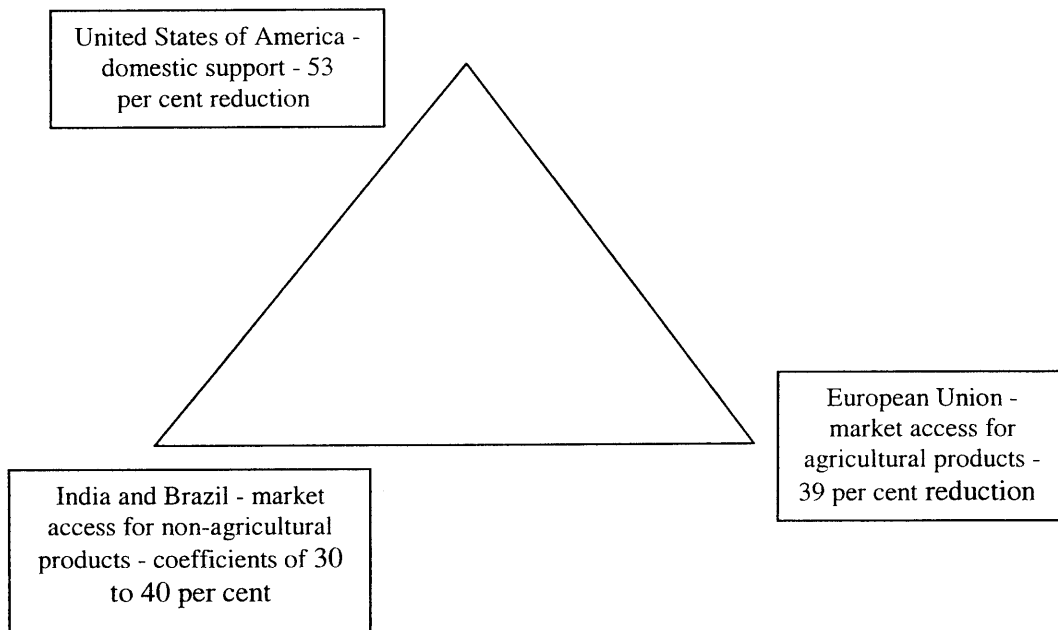 United States of America -
domestic support - 53
per cent reduction
European Union -
market access for
agricultural products -
39 per cent reduction
India and Brazil - market
access for non-agricultural
products - coefficients of 30
to 40 per cent